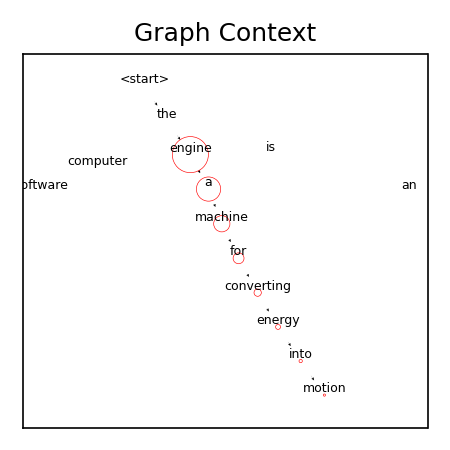 Graph Context
<start>
the
engine
is
computer
a
oftware
an
machine
for
converting
energy
into
motion